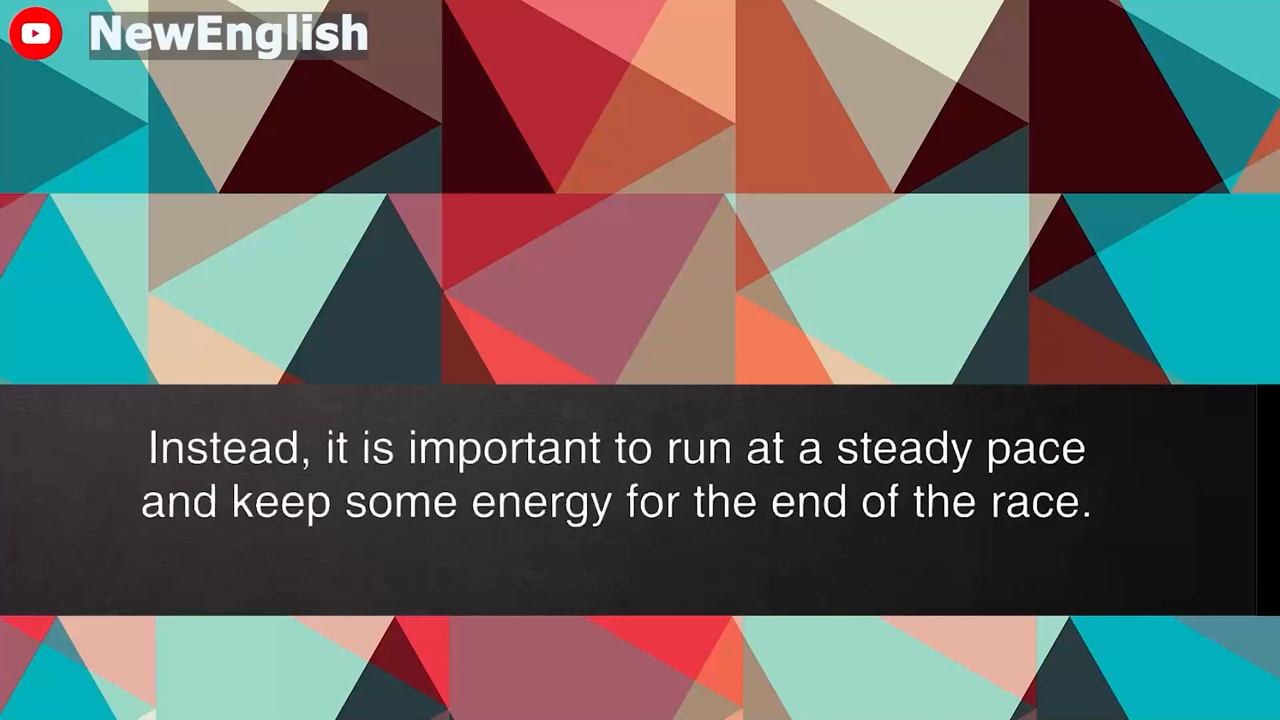 NewEnglish
Instead, it is important to run at a steady pace
and keep some energy for the end of the race.